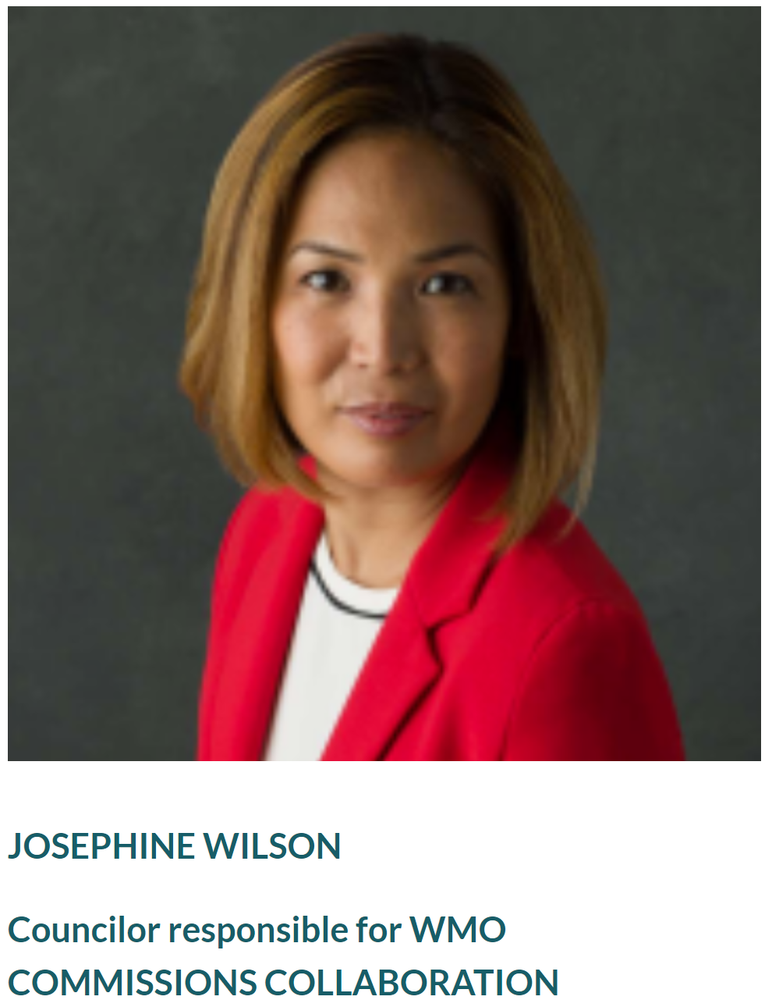 JOSEPHINE WILSON
Councilor responsible for WMO
COMMISSIONS COLLABORATION